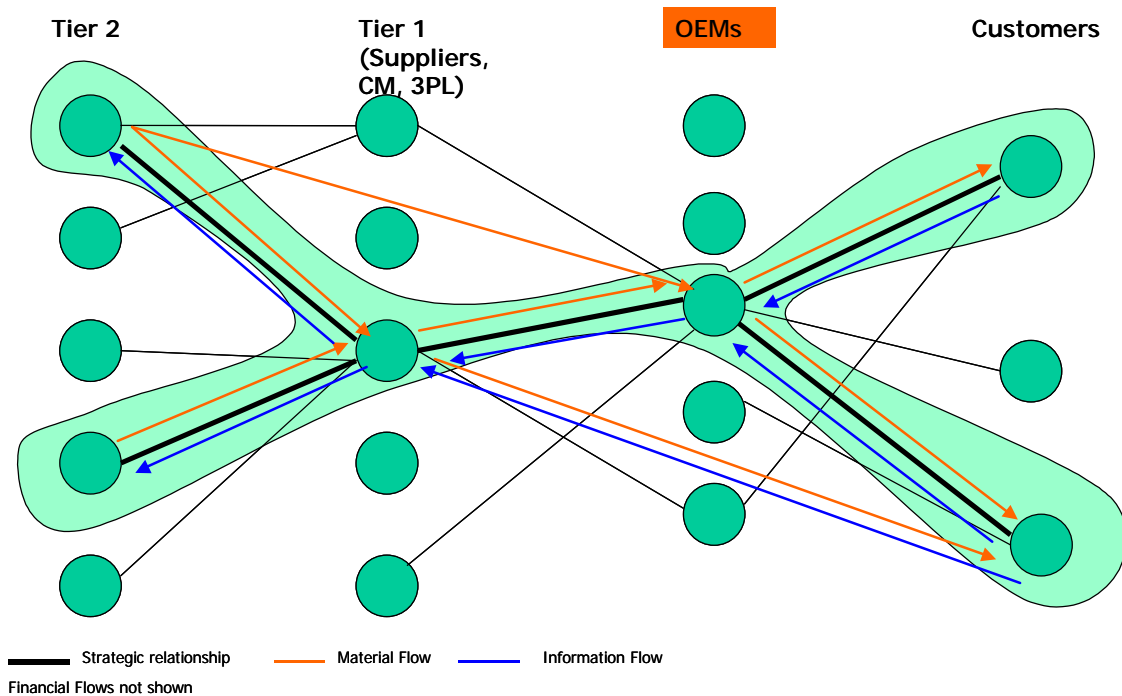 Tier 2
Tier 1
(Suppliers,
CM, 3PL)
OEMs
Customers
Strategic relationship
Material Flow
Information Flow
Financial Flows not shown